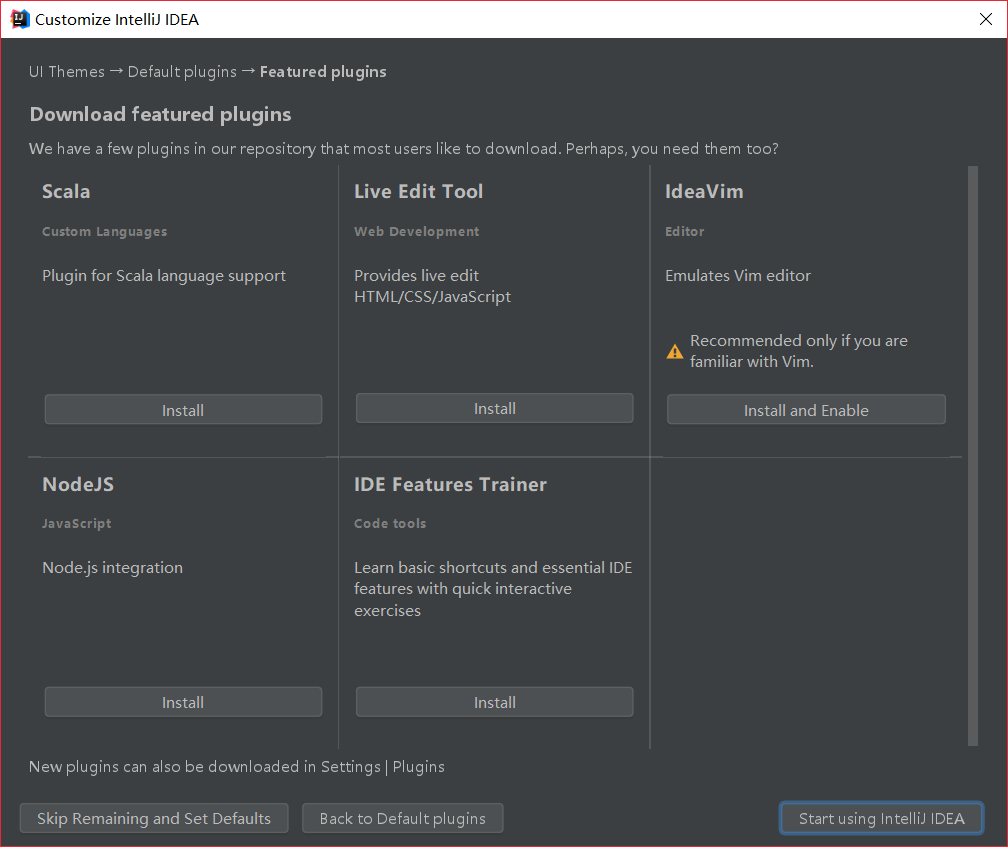 Customize IntelliJ IDEA
UI Themes → Default plugins → Featured plugins
Download featured plugins
We have a few plugins in our repository that most users like to download. Perhaps, you need them too?
Scala
Custom Languages
Plugin for Scala language support
Install
Live Edit Tool
Web Development
Provides live edit
HTML/CSS/JavaScript
Install
IdeaVim
Editor
Emulates Vim editor
Recommended only if you are
familiar with Vim.
Install and Enable
NodeJS
JavaScript
Node.js integration
Install
IDE Features Trainer
Code tools
Learn basic shortcuts and essential IDE
features with quick interactive
exercises
Install
New plugins can also be downloaded in Settings | Plugins
Skip Remaining and Set Defaults
Back to Default plugins
Start using IntelliJ IDEA